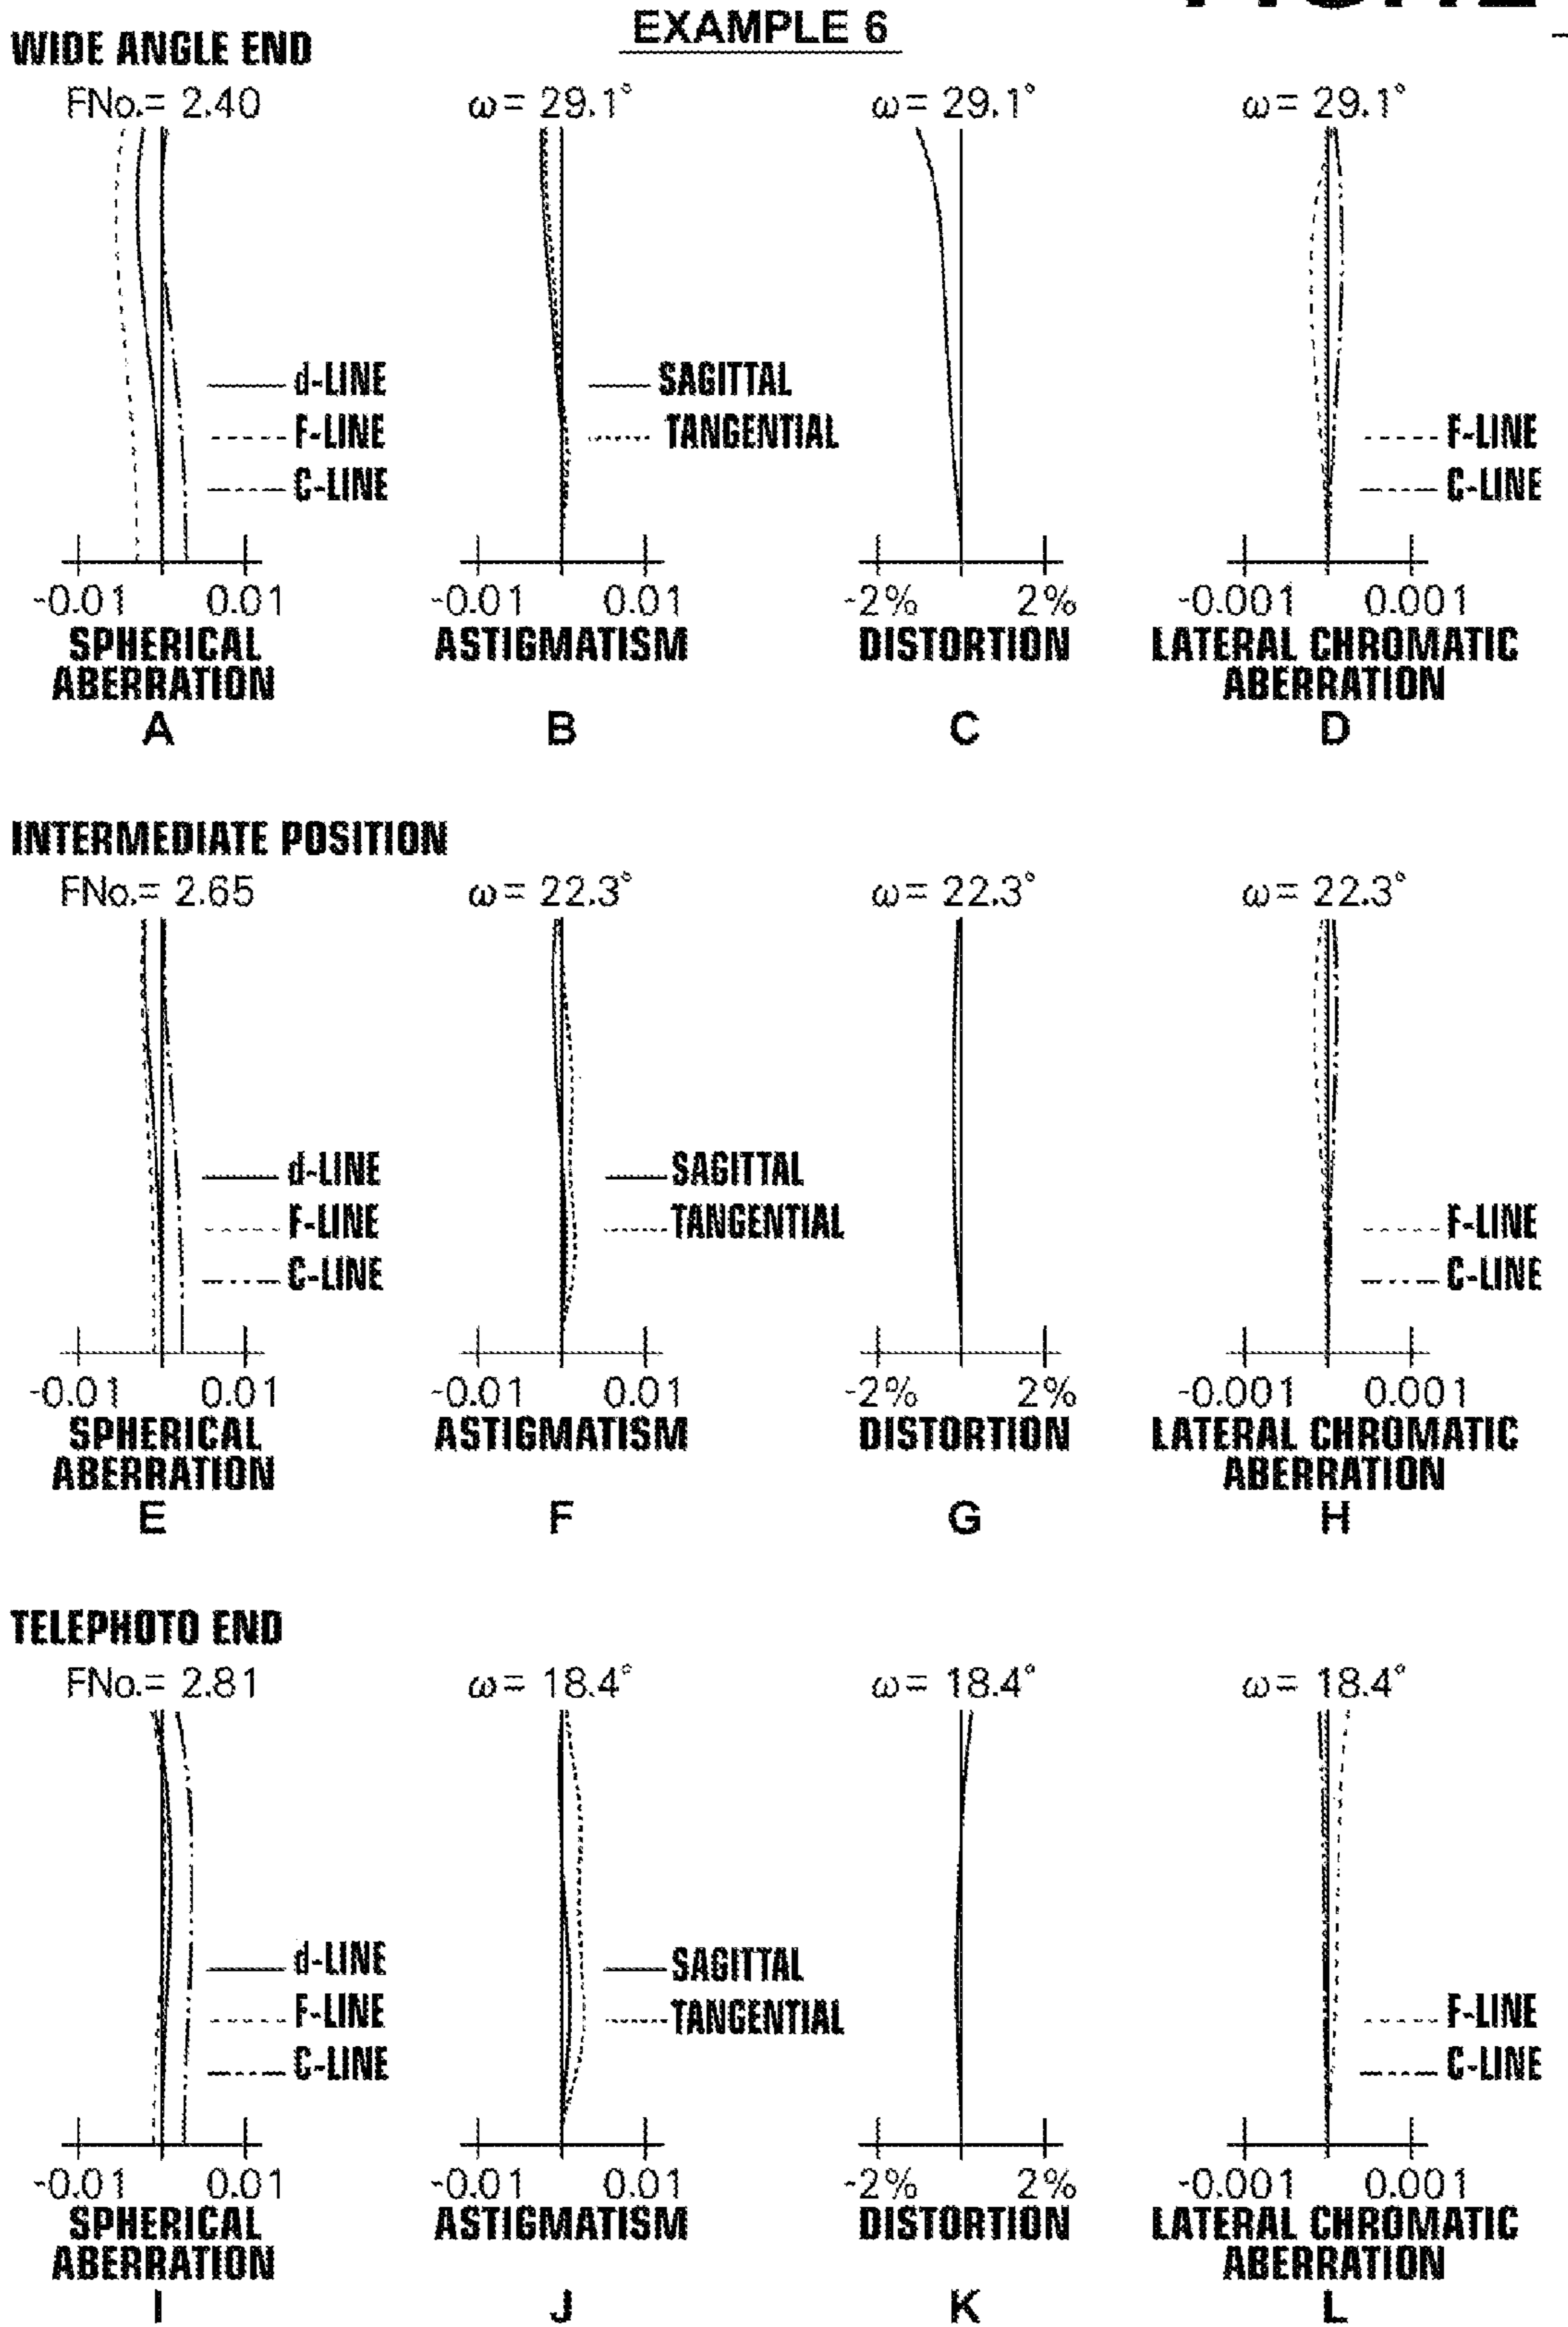 EXAMPLE 6
WIDE ANGLE END
FNo.= 2.40
ω= 29.1°
ω= 29.1°
ω= 29.1°
d-LINE
F-LINE
C-LINE
SAGITTAL
TANGENTIAL
F-LINE
C-LINE
-0.01 0.01
-0.01 0.01
-2% 2%
-0.001 0.001
SPHERICAL
ABERRATION
ASTIGMATISM
DISTORTION
LATERAL CHROMATIC
ABERRATION
A
B
C
D
INTERMEDIATE POSITION
FNo.= 2.65
ω= 22.3°
ω= 22.3°
ω= 22.3°
d-LINE
F-LINE
C-LINE
SAGITTAL
TANGENTIAL
F-LINE
C-LINE
-0.01 0.01
-0.01 0.01
-2% 2%
-0.001 0.001
SPHERICAL
ABERRATION
ASTIGMATISM
DISTORTION
LATERAL CHROMATIC
ABERRATION
E
F
G
H
TELEPHOTO END
FNo.= 2.81
ω= 18.4°
ω= 18.4°
ω= 18.4°
d-LINE
F-LINE
C-LINE
SAGITTAL
TANGENTIAL
F-LINE
C-LINE
-0.01 0.01
-0.01 0.01
-2% 2%
-0.001 0.001
SPHERICAL
ABERRATION
ASTIGMATISM
DISTORTION
LATERAL CHROMATIC
ABERRATION
I
J
K
L